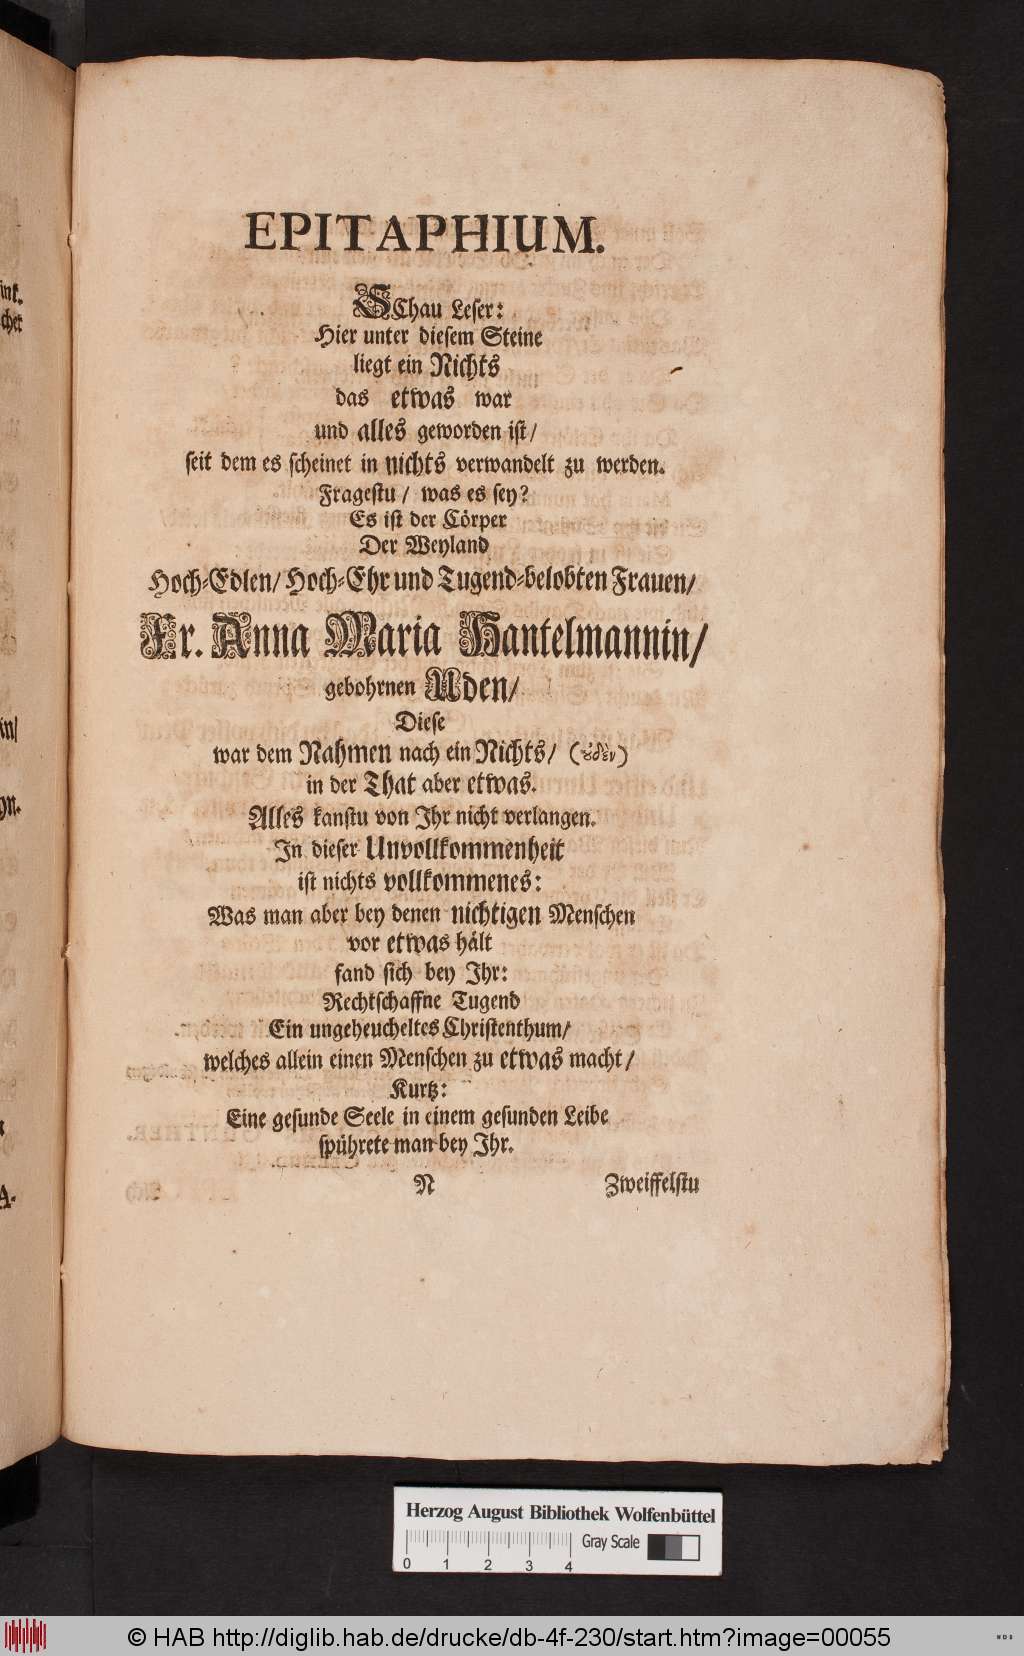 ink.
cher
in/
yn.
A.
EPITAPHIUM.
SChau Leser:
Hier unter diesem Steine
liegt ein Nichts
das etwas war
und alles geworden ist/
seit dem es scheinet in nichts verwandelt zu werden.
Fragestu / was es sey?
Es ist der Cörper
Der Weyland
Hoch-Edlen/ Hoch-Ehr und Tugend-belobten Frauen/
Fr. Anna Maria Hantelmannin/
gebohrnen Uden/
Diese
war dem Nahmen nach ein Nichts/ (ȣ̓δὲν)
in der That aber etwas.
Alles kanstu von Ihr nicht verlangen.
In dieser Unvollkommenheit
ist nichts vollkommenes:
Was man aber bey denen nichtigen Menschen
vor etwas hält
fand sich bey Ihr:
Rechtschaffne Tugend
Ein ungeheucheltes Christenthum/
welches allein einen Menschen zu etwas macht/
Kurtz:
Eine gesunde Seele in einem gesunden Leibe
spührete man bey Ihr.
N Zweiffelstu
Herzog August Bibliothek Wolfenbüttel
Gray Scale
0 1 2 3 4
© HAB http://diglib.hab.de/drucke/db-4f-230/start.htm?image=00055